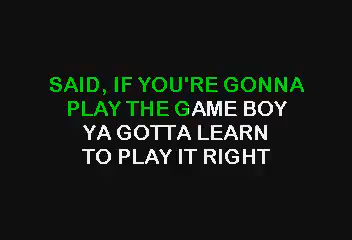 SAID, IF YOU'RE GONNA
PLAY THE GAME BOY
YA GOTTA LEARN
TO PLAY IT RIGHT